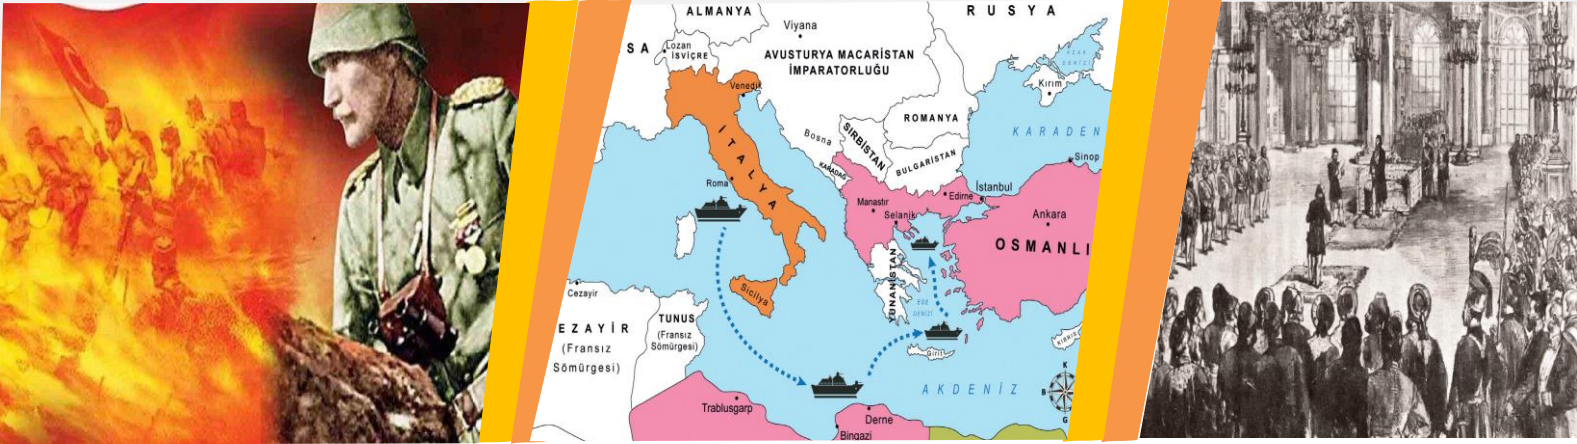 ALMANYA
RUSYA
Viyana
SA
Lozan
İSVİÇRE
AVUSTURYA MACARİSTAN
İMPARATORLUĞU
AZAK
DENİZİ
Kırım
Venedik
ROMANYA
KARADEN
Bosna
SIRBİSTAN
BULGARİSTAN
Sinop
KARADAĞ
İTALYA
Roma
Edirne
İstanbul
Manastır
Selanik
Ankara
OSMANLI
YUNANİSTAN
Sicilya
Cezayir
EGE
DENİZİ
EZAYİR
(Fransız
Sömürgesi)
TUNUS
(Fransız
Sömürgesi)
Girit
KIBRIS
AKDENİZ
K
B
G
Trablusgarp
Derne
Bingazi